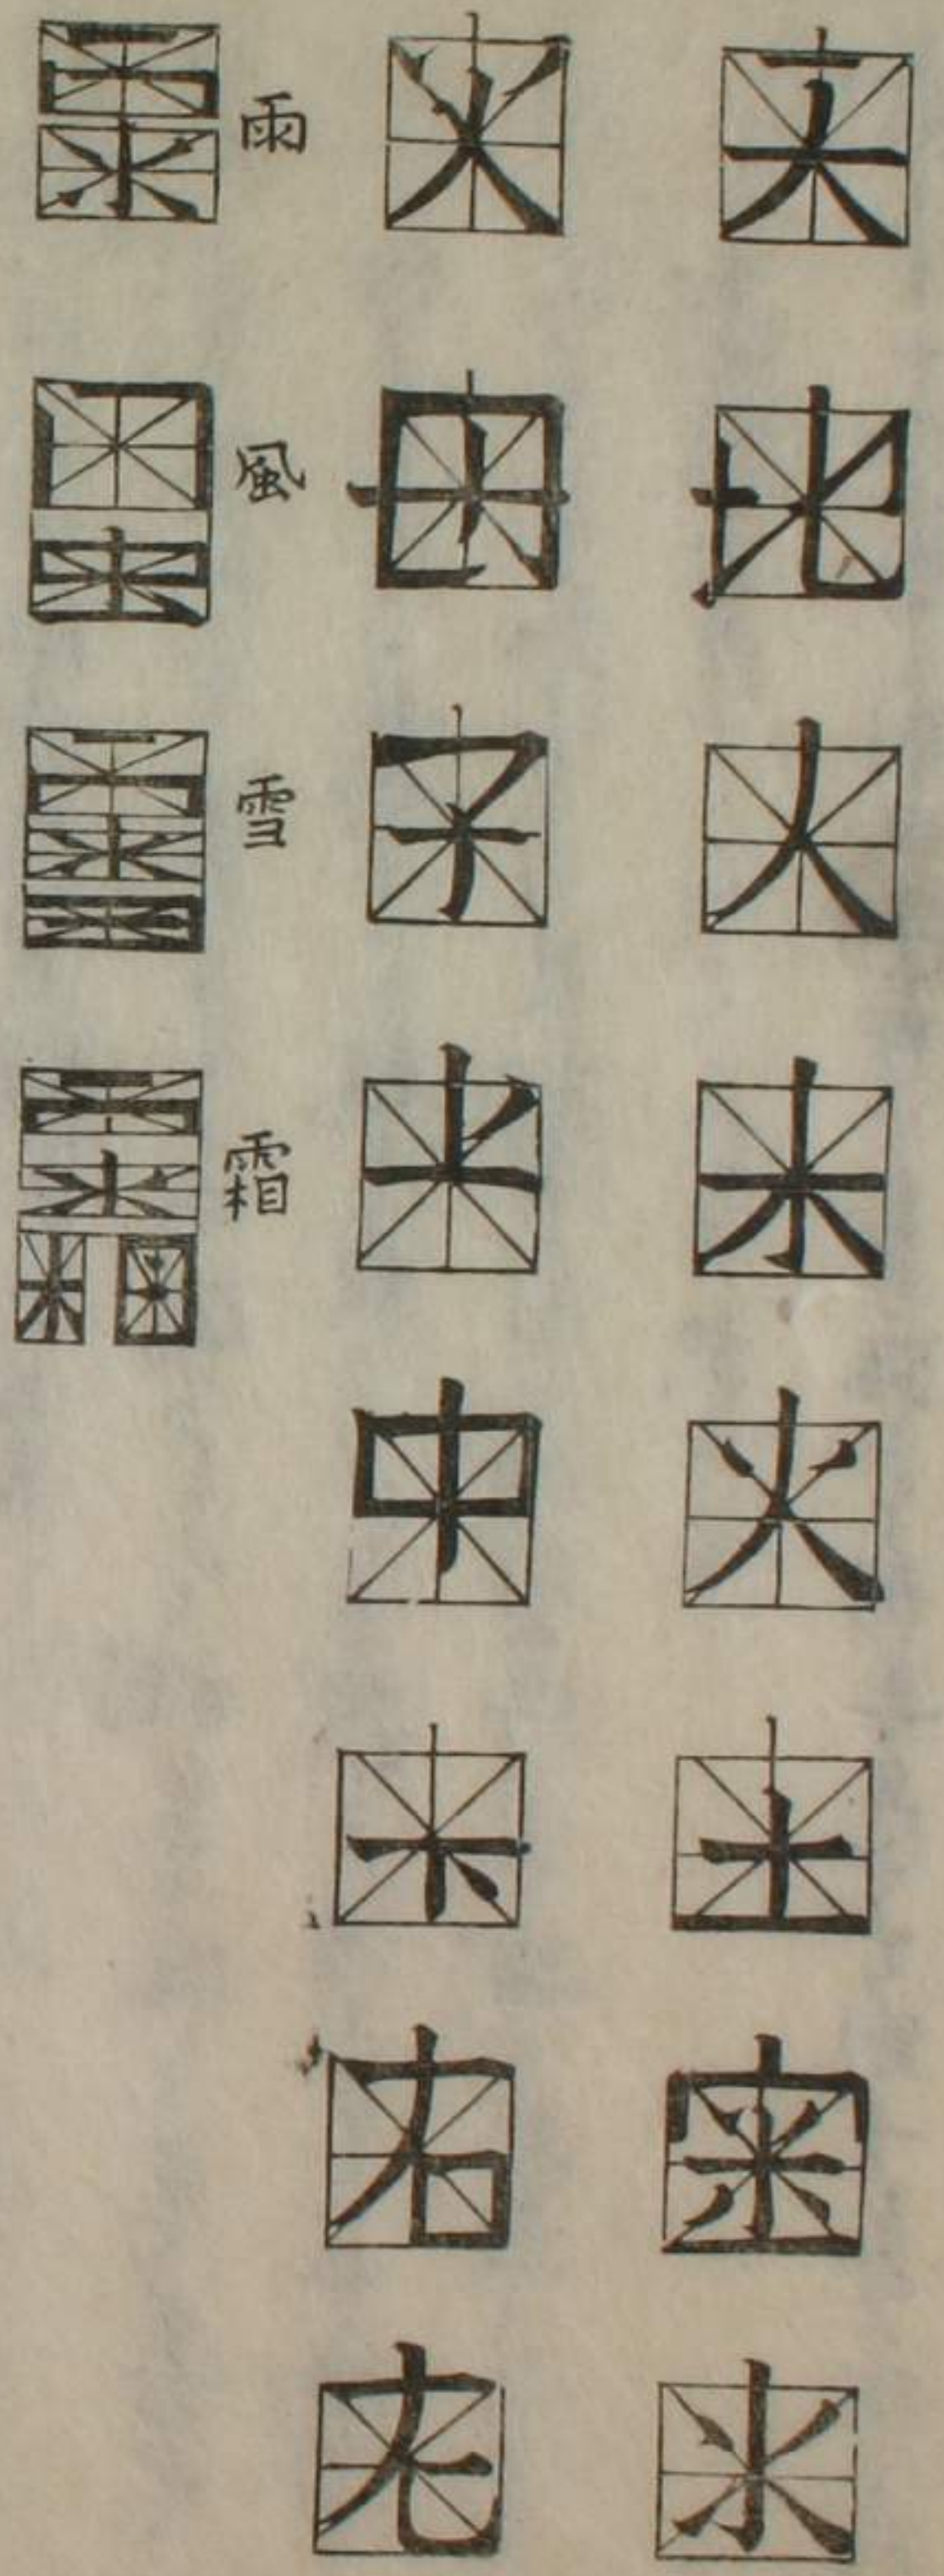 天地人木火土金水
父母子上中下右左
雨風雪霜